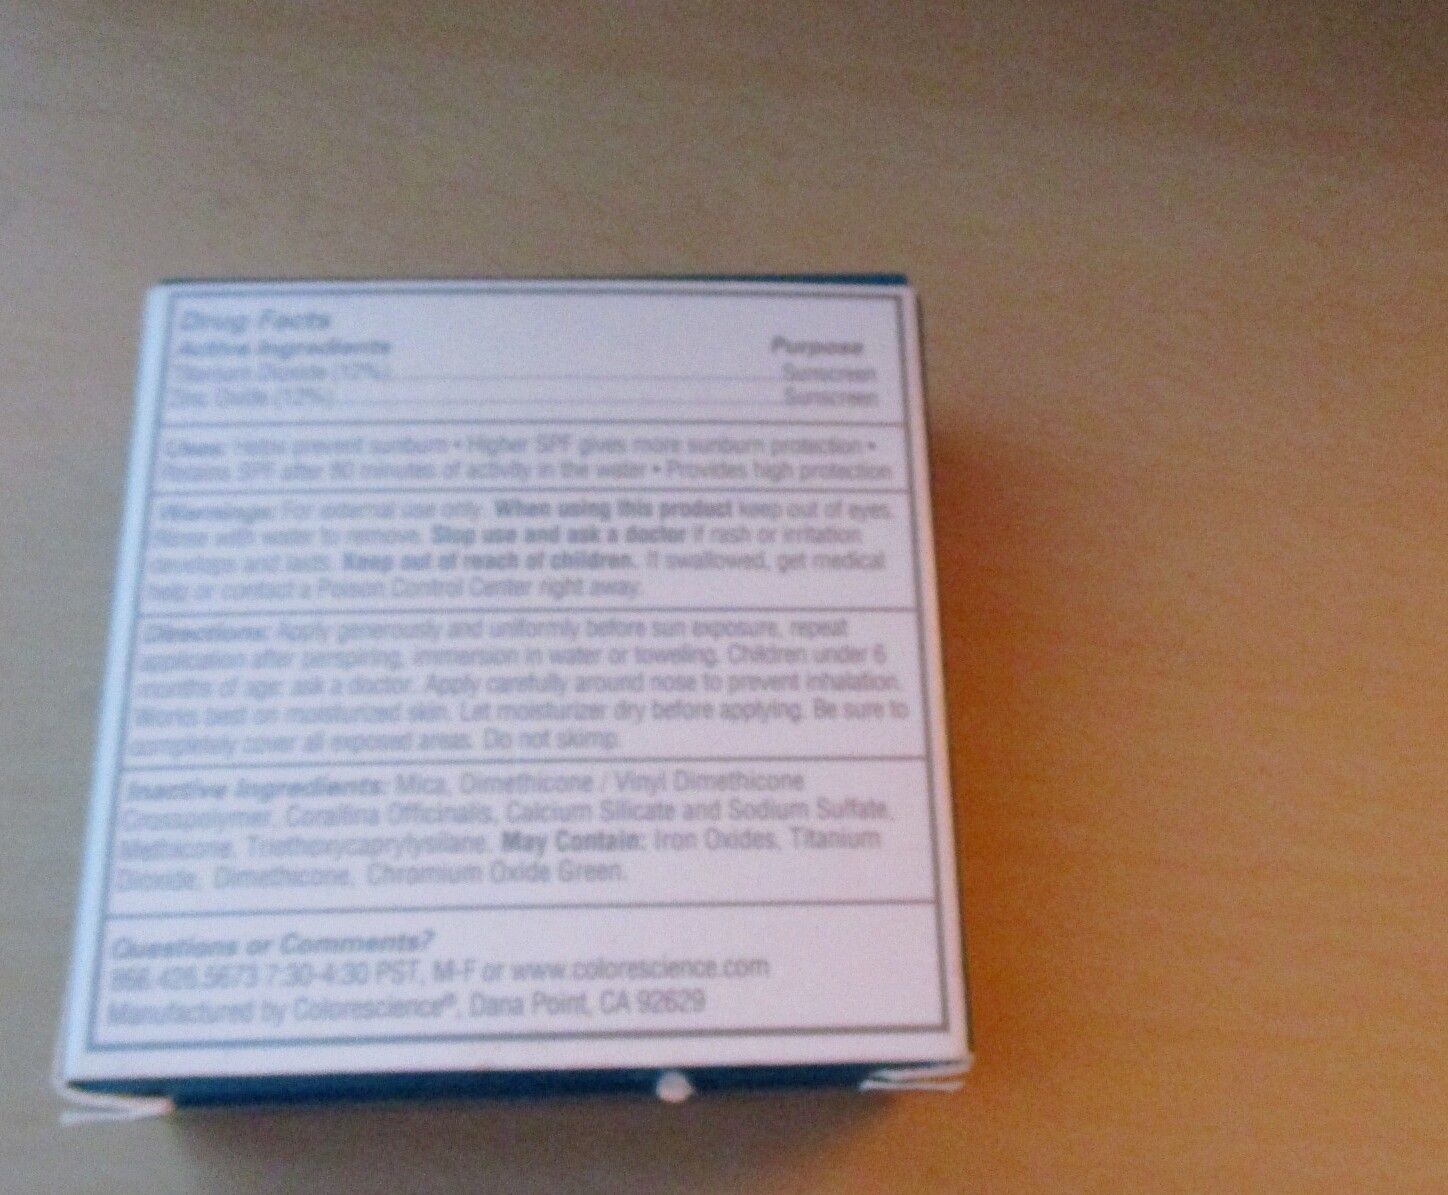 Drug Facts
Active Ingredients Purpose
Titanium Dioxide (12%) Sunscreen
Zinc Oxide (12%) Sunscreen
Uses: Helps prevent sunburn • Higher SPF gives more sunburn protection •
Retains SPF after 80 minutes of activity in the water • Provides high protection
Warnings: For external use only. When using this product keep out of eyes.
Rinse with water to remove. Stop use and ask a doctor if rash or irritation
develops and lasts. Keep out of reach of children. If swallowed, get medical
help or contact a Poison Control Center right away.
Directions: Apply generously and uniformly before sun exposure, repeat
application after perspiring, immersion in water or toweling. Children under 6
months of age: ask a doctor. Apply carefully around nose to prevent inhalation.
Works best on moisturized skin. Let moisturizer dry before applying. Be sure to
completely cover all exposed areas. Do not skimp.
Inactive Ingredients: Mica, Dimethicone / Vinyl Dimethicone
Crosspolymer, Corallina Officinalis, Calcium Silicate and Sodium Sulfate,
Methicone, Triethoxycaprylysilane. May Contain: Iron Oxides, Titanium
Dioxide, Dimethicone, Chromium Oxide Green.
Questions or Comments?
866.426.5673 7:30-4:30 PST, M-F or www.colorescience.com
Manufactured by Colorescience®, Dana Point, CA 92629